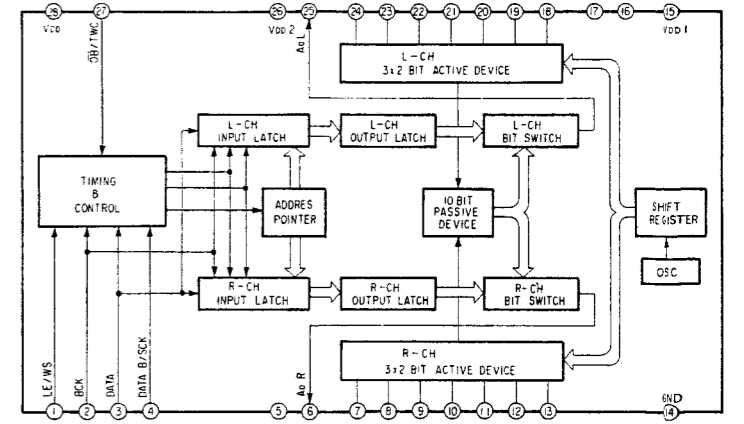 28 27 26 25 24 23 22 21 20 19 18 17 16 15
VDD
OB/TWC
VDD 2
AOL
VDD 1
L-CH
3x2 BIT ACTIVE DEVICE
L-CH
INPUT LATCH
L-CH
OUTPUT LATCH
L-CH
BIT SWITCH
TIMING
&
CONTROL
ADDRES
POINTER
10 BIT
PASSIVE
DEVICE
SHIFT
REGISTER
OSC
R-CH
INPUT LATCH
R-CH
OUTPUT LATCH
R-CH
BIT SWITCH
R-CH
3x2 BIT ACTIVE DEVICE
LE/WS
BCK
DATA
DATA B/SCK
AOR
GND
1 2 3 4 5 6 7 8 9 10 11 12 13 14